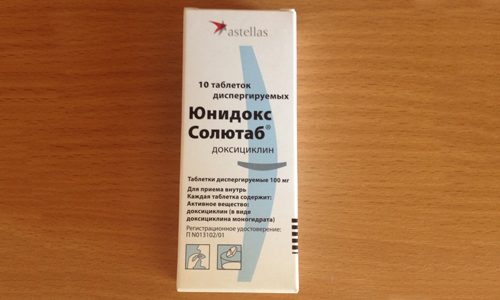 astellas
10 таблеток
диспергируемых
Юнидокс
Солютаб®
доксициклин
Таблетки диспергируемые 100 мг
Для приема внутрь
Каждая таблетка содержит:
Активное вещество:
доксициклин (в виде
доксициклина моногидрата)
Регистрационное удостоверение:
П N013102/01